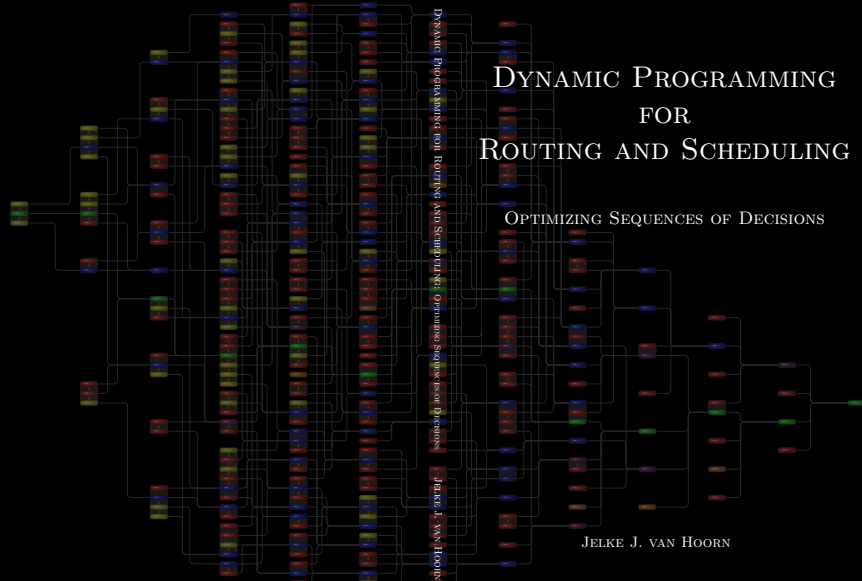 Dynamic Programming
for
Routing and Scheduling
Optimizing Sequences of Decisions
Jelke J. van Hoorn
Dynamic Programming for Routing and Scheduling: Optimizing Sequences of Decisions
Jelke J. van Hoorn